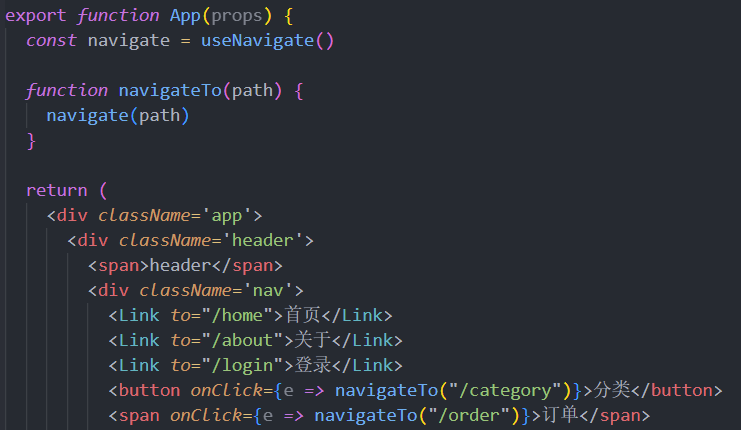 export function App(props) {
const navigate = useNavigate()
function navigateTo(path) {
navigate(path)
}
return (
<div className='app'>
<div className='header'>
<span>header</span>
<div className='nav'>
<Link to="/home">首页</Link>
<Link to="/about">关于</Link>
<Link to="/login">登录</Link>
<button onClick={e => navigateTo("/category")}>分类</button>
<span onClick={e => navigateTo("/order")}>订单</span>